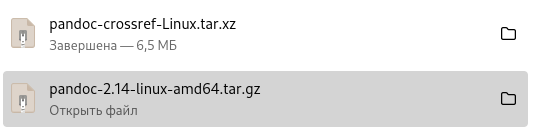 pandoc-crossref-Linux.tar.xz
Завершена — 6,5 МБ
pandoc-2.14-linux-amd64.tar.gz
Открыть файл